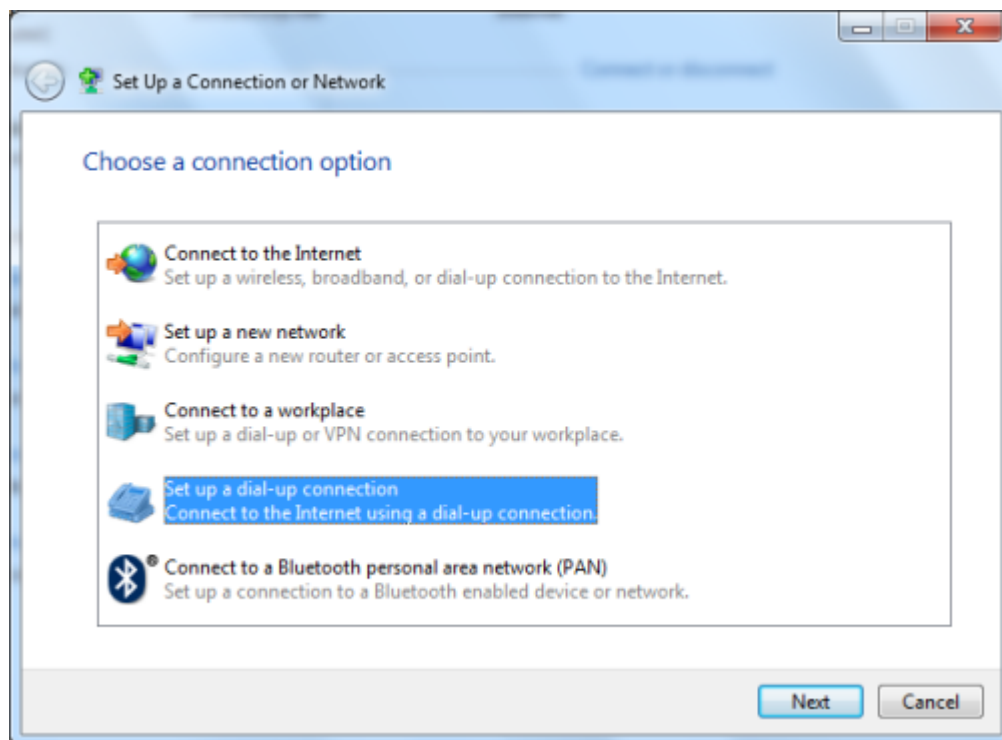 Set Up a Connection or Network
Choose a connection option
Connect to the Internet
Set up a wireless, broadband, or dial-up connection to the Internet.
Set up a new network
Configure a new router or access point.
Connect to a workplace
Set up a dial-up or VPN connection to your workplace.
Set up a dial-up connection
Connect to the Internet using a dial-up connection.
Connect to a Bluetooth personal area network (PAN)
Set up a connection to a Bluetooth enabled device or network.
Next
Cancel